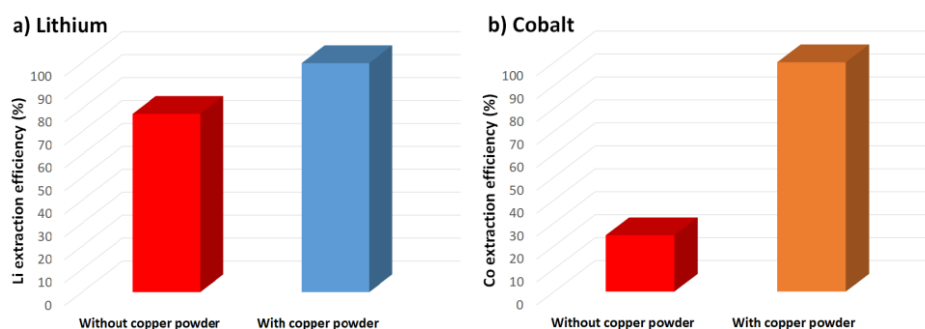 a) Lithium
Li extraction efficiency (%)
100
90
80
70
60
50
40
30
20
10
0
Without copper powder
With copper powder
b) Cobalt
Co extraction efficiency (%)
100
90
80
70
60
50
40
30
20
10
0
Without copper powder
With copper powder